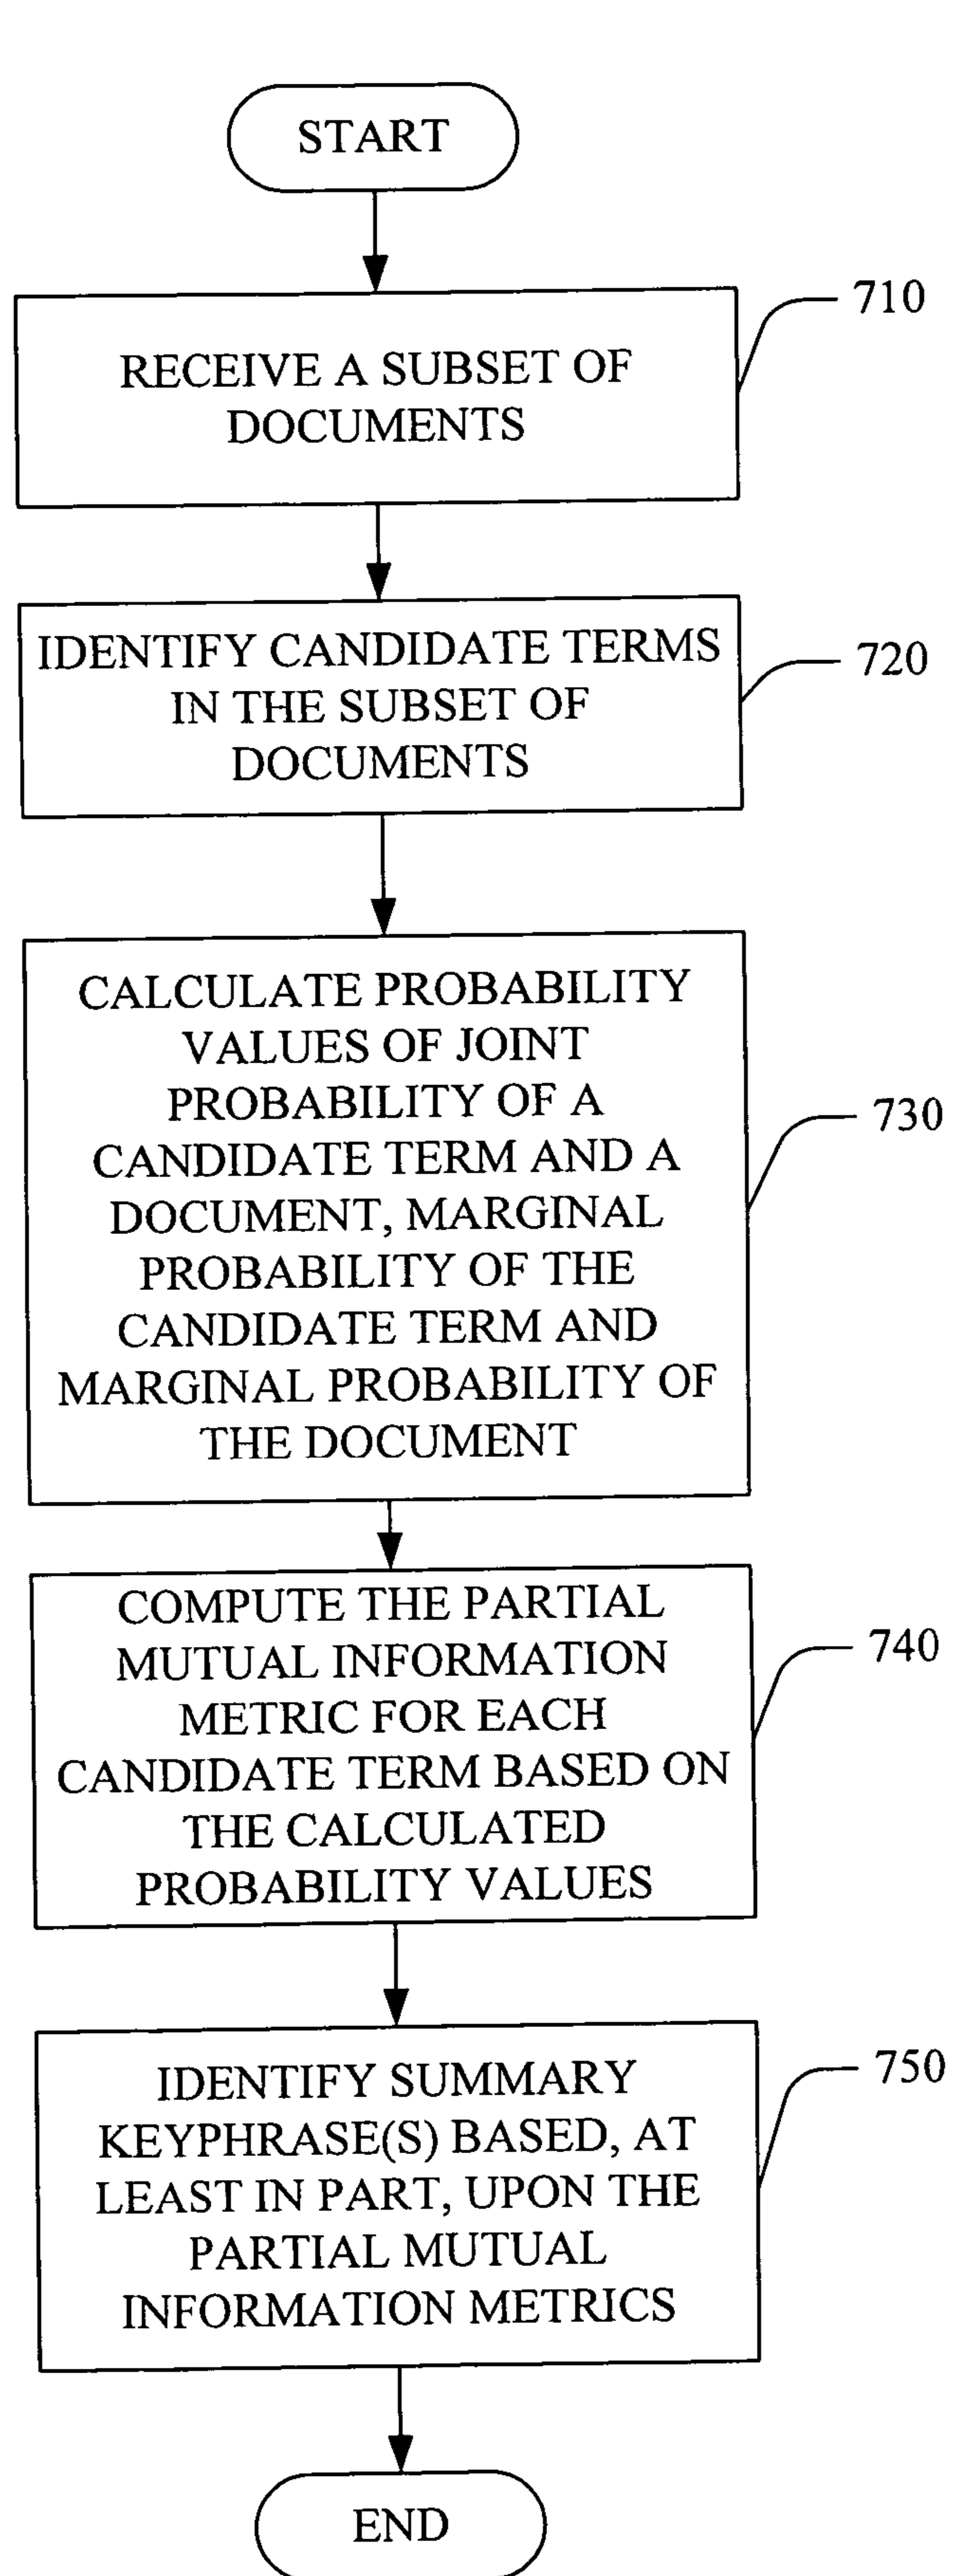 START
710
RECEIVE A SUBSET OF
DOCUMENTS
720
IDENTIFY CANDIDATE TERMS
IN THE SUBSET OF
DOCUMENTS
730
CALCULATE PROBABILITY
VALUES OF JOINT
PROBABILITY OF A
CANDIDATE TERM AND A
DOCUMENT, MARGINAL
PROBABILITY OF THE
CANDIDATE TERM AND
MARGINAL PROBABILITY OF
THE DOCUMENT
740
COMPUTE THE PARTIAL
MUTUAL INFORMATION
METRIC FOR EACH
CANDIDATE TERM BASED ON
THE CALCULATED
PROBABILITY VALUES
750
IDENTIFY SUMMARY
KEYPHRASE(S) BASED, AT
LEAST IN PART, UPON THE
PARTIAL MUTUAL
INFORMATION METRICS
END